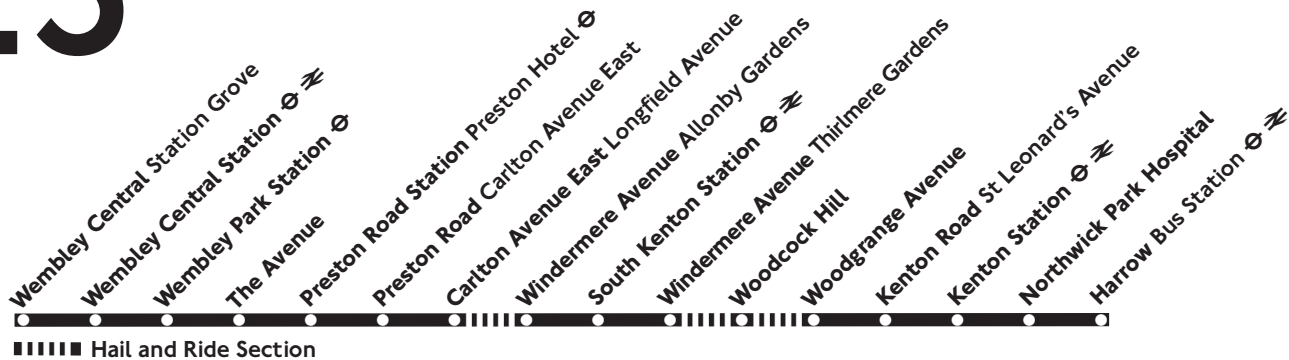 Wembley Central Station Grove
Wembley Central Station
Wembley Park Station
The Avenue
Preston Road Station Preston Hotel
Preston Road Carlton Avenue East
Carlton Avenue East Longfield Avenue
Windermere Avenue Allonby Gardens
South Kenton Station
Windermere Avenue Thirlmere Gardens
Woodcock Hill
Woodgrange Avenue
Kenton Road St Leonard's Avenue
Kenton Station
Northwick Park Hospital
Harrow Bus Station
Hail and Ride Section